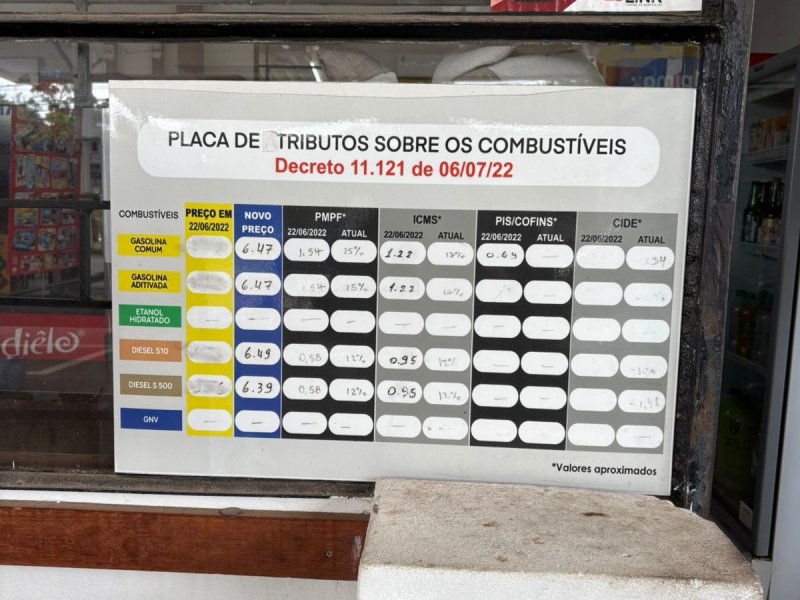 PLACA DE TRIBUTOS SOBRE OS COMBUSTÍVEIS
Decreto 11.121 de 06/07/22
COMBUSTÍVEIS PREÇO EM 22/06/2022 NOVO PREÇO PMPF* 22/06/2022 ATUAL ICMS* 22/06/2022 ATUAL PIS/COFINS* 22/06/2022 ATUAL CIDE* 22/06/2022 ATUAL
GASOLINA COMUM 6.47 1,54 25% 1.22 17% 0.69 —
GASOLINA ADITIVADA 6.47 1,54 25% 1.22 17% —
ETANOL HIDRATADO — — — — — — — —
DIESEL S10 6.49 0,58 12% 0.95 12% — —
DIESEL S 500 6.39 0,58 12% 0.95 12% — —
GNV — — — — — — — —
*Valores aproximados
diêlo